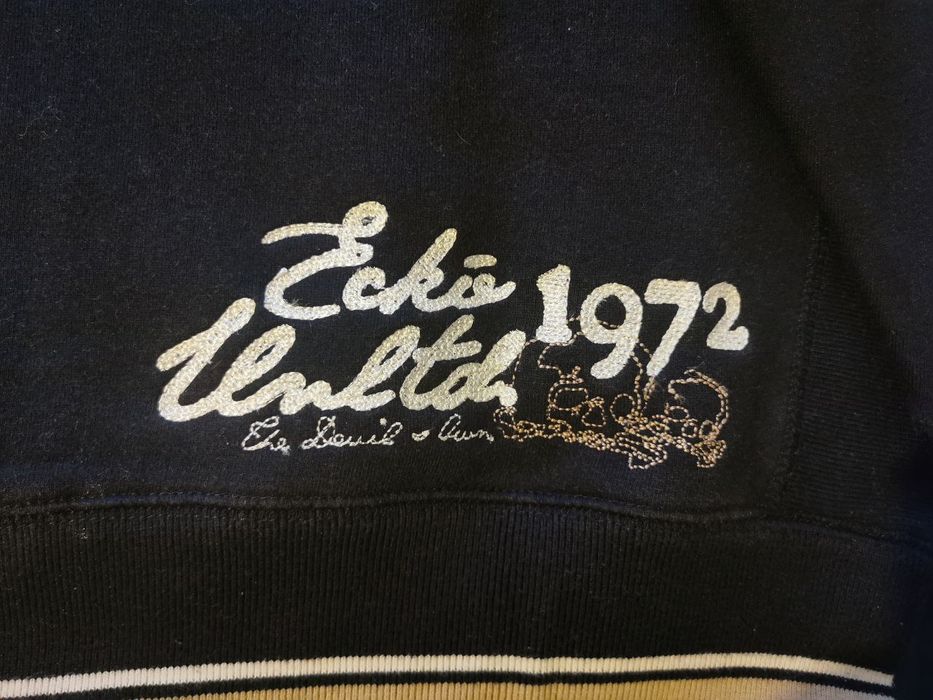 Eckō 1972
Unltd.
The Devil's Own